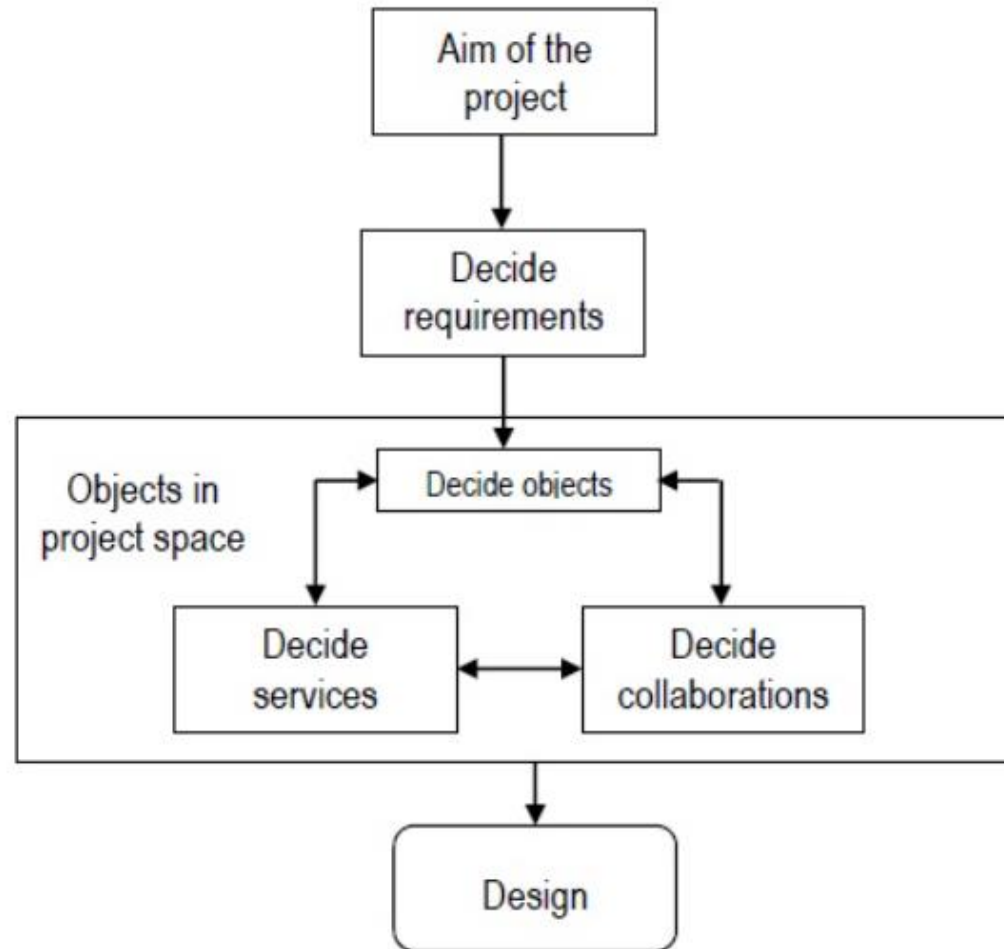 Aim of the
project
Decide
requirements
Decide objects
Objects in
project space
Decide
services
Decide
collaborations
Design